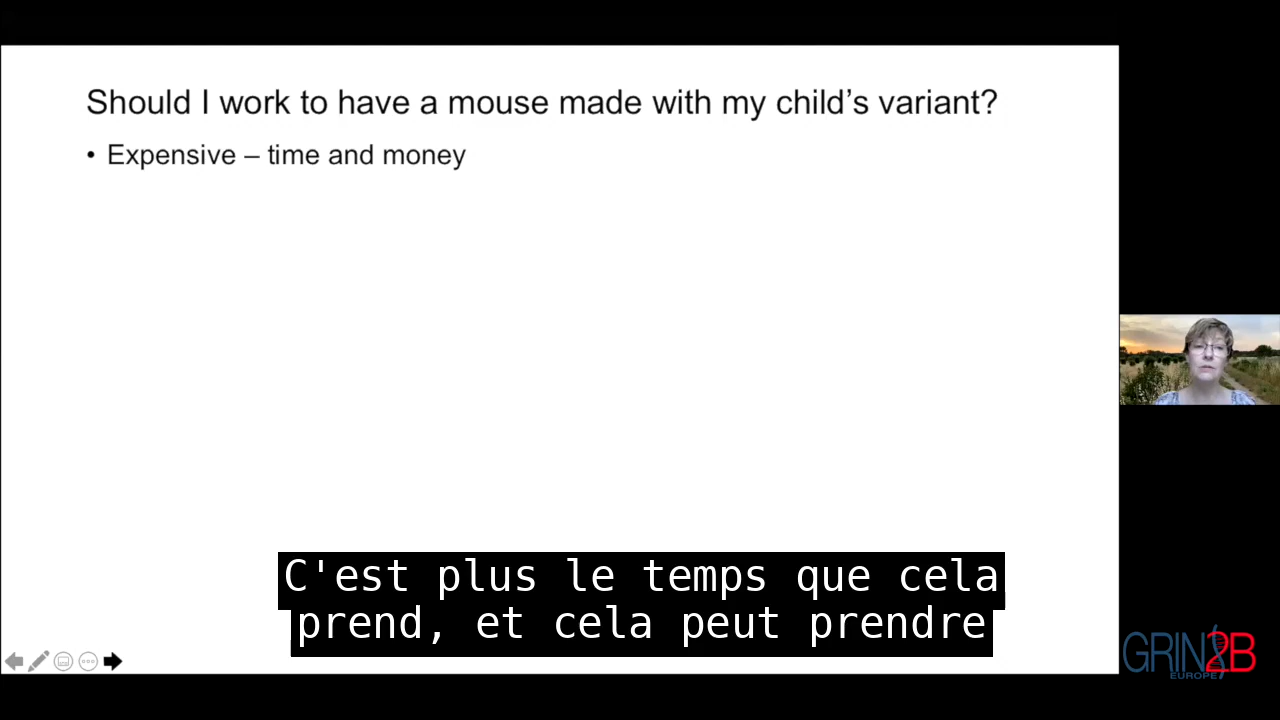 Should I work to have a mouse made with my child’s variant?
• Expensive – time and money
C'est plus le temps que cela
prend, et cela peut prendre
GRIN2B
EUROPE